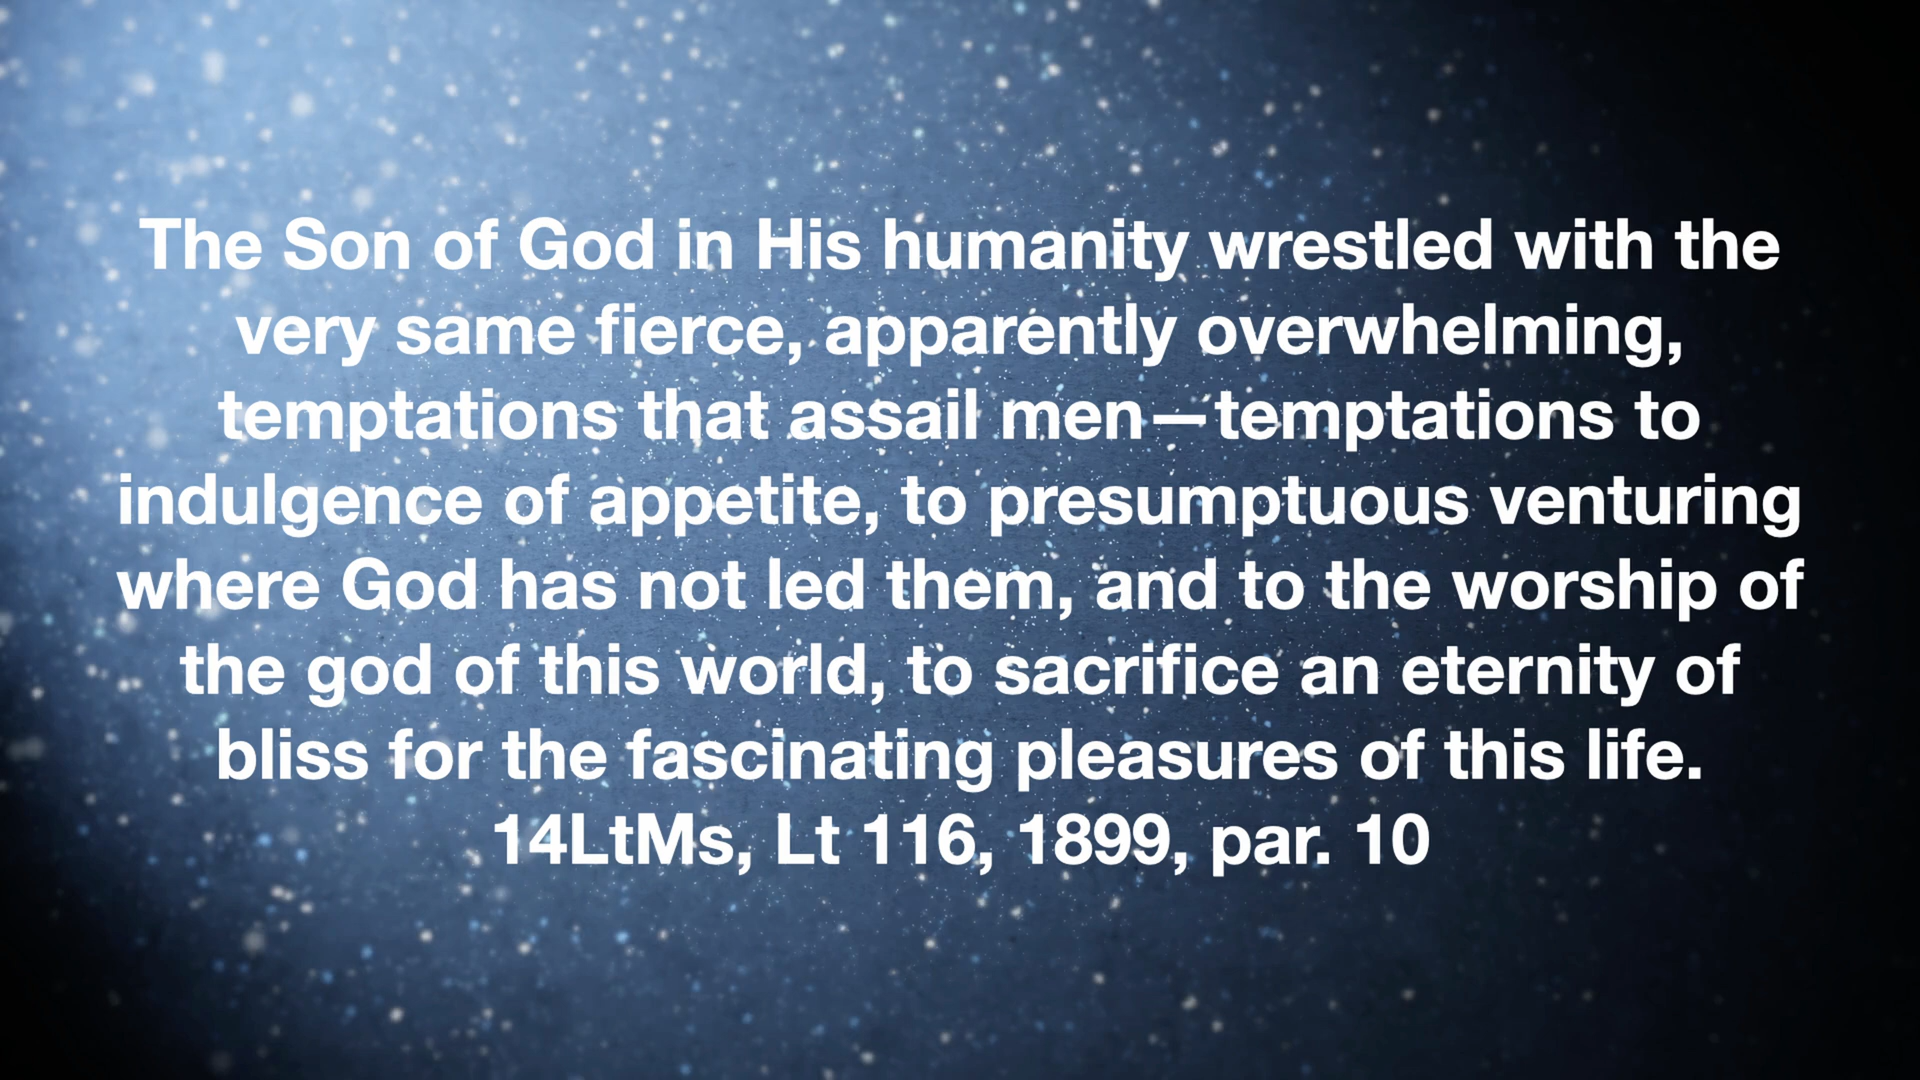 The Son of God in His humanity wrestled with the
very same fierce, apparently overwhelming,
temptations that assail men—temptations to
indulgence of appetite, to presumptuous venturing
where God has not led them, and to the worship of
the god of this world, to sacrifice an eternity of
bliss for the fascinating pleasures of this life.
14LtMs, Lt 116, 1899, par. 10